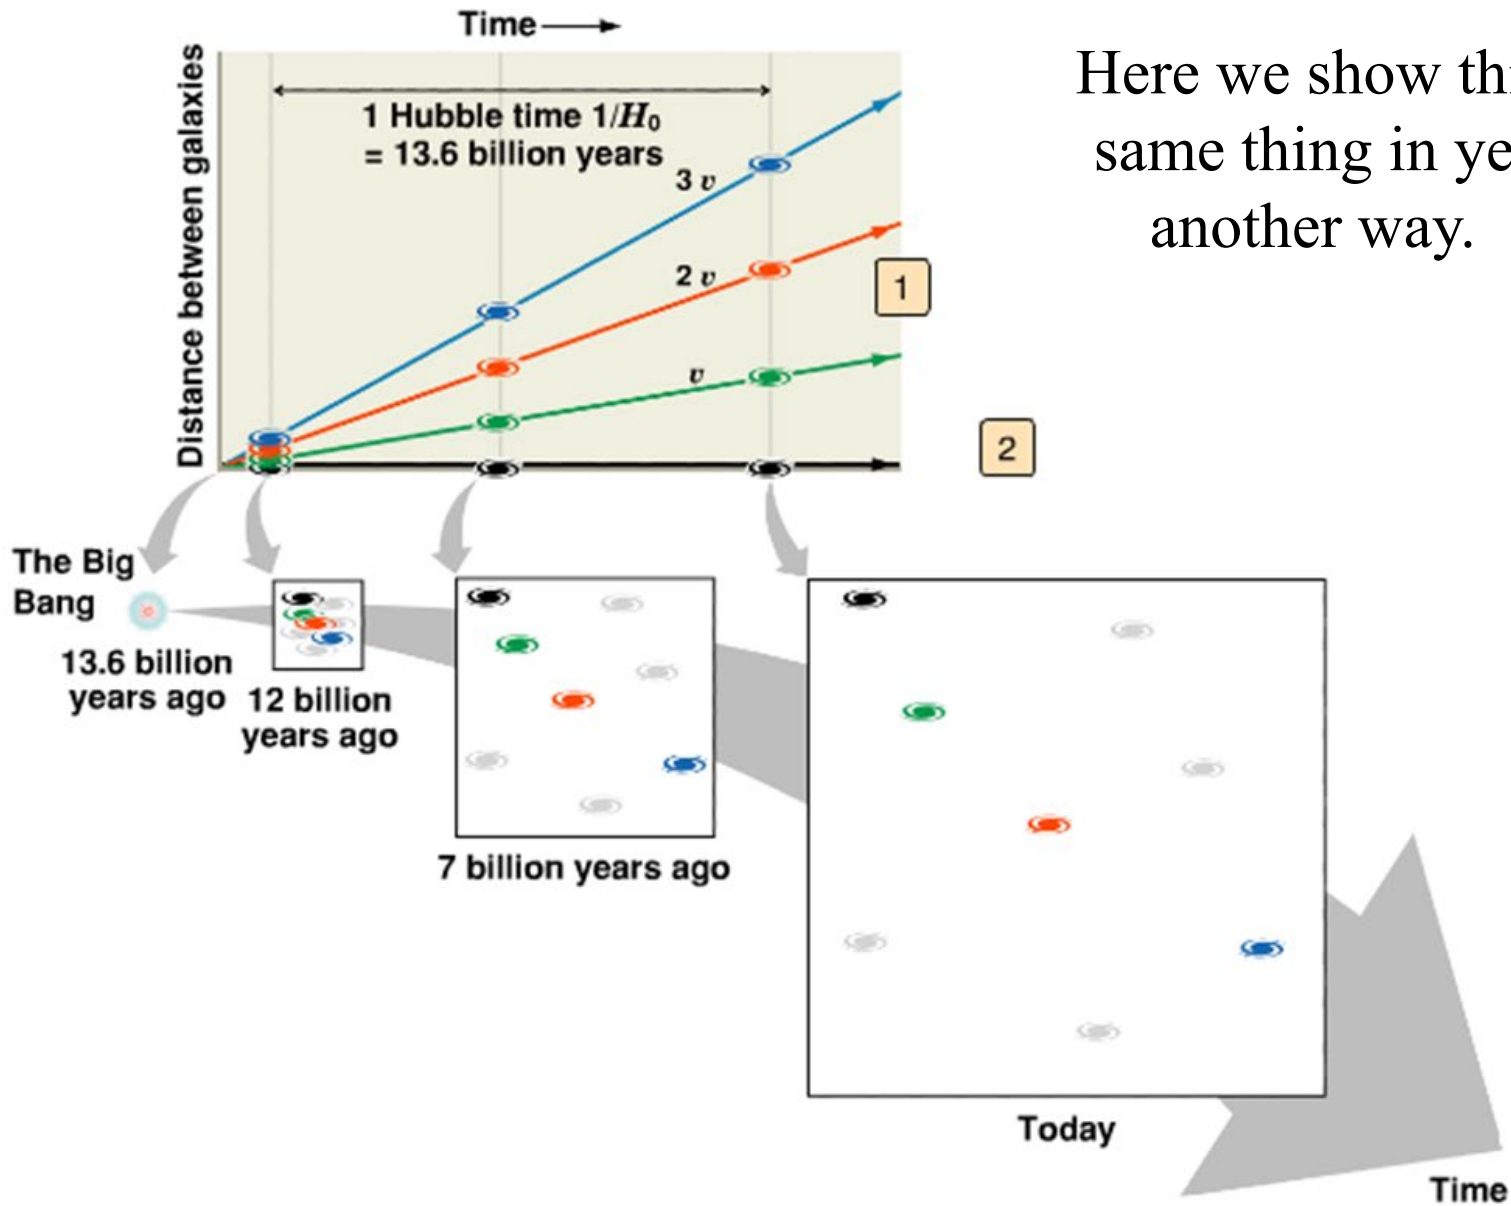 Time
Here we show thi
same thing in ye
another way.
Distance between galaxies
1 Hubble time 1/H₀
= 13.6 billion years
3 v
2 v
v
1
2
The Big
Bang
13.6 billion
years ago
12 billion
years ago
7 billion years ago
Today
Time